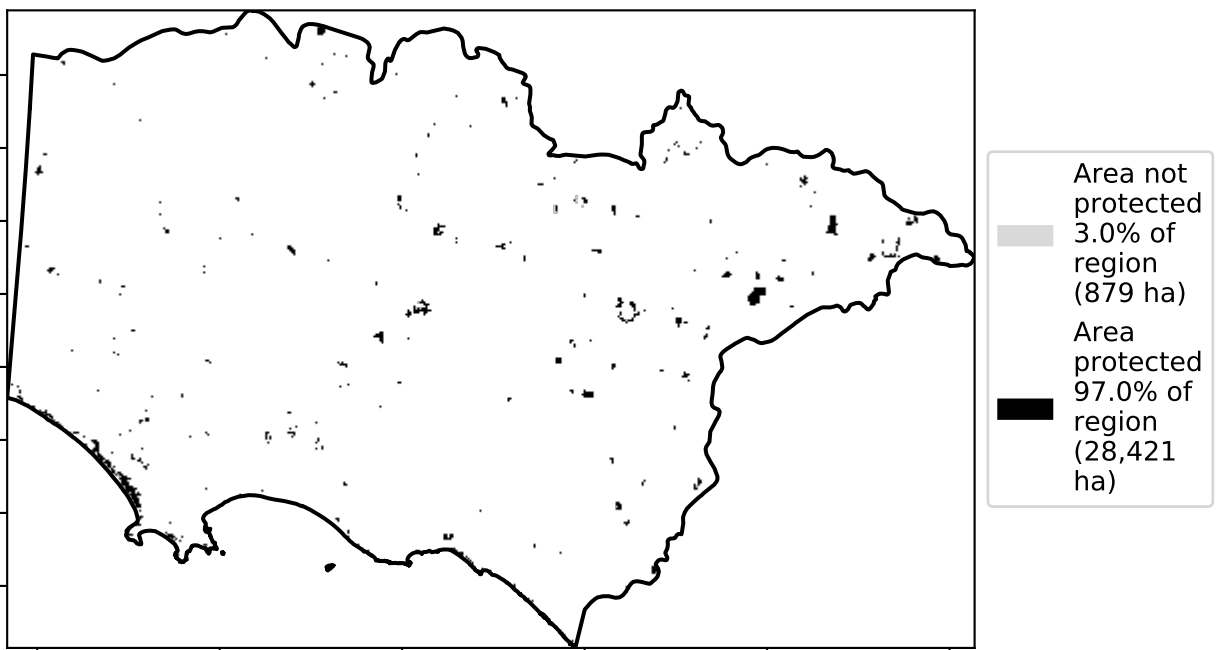 Area not
protected
3.0% of
region
(879 ha)
Area
protected
97.0% of
region
(28,421
ha)